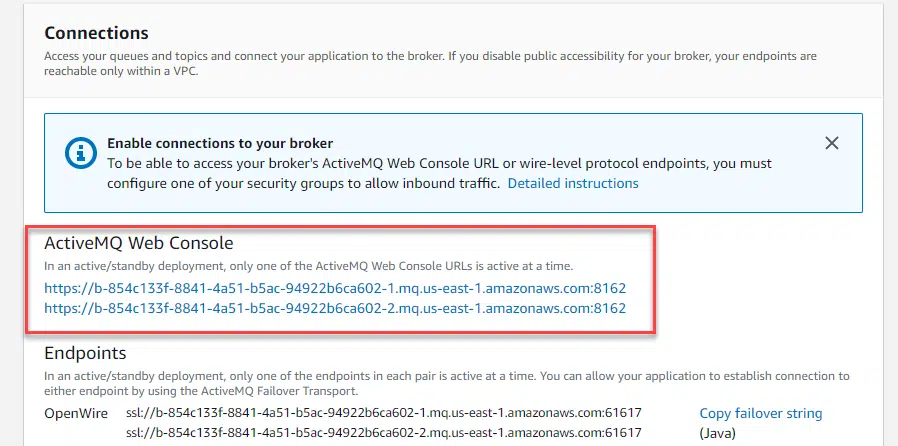 Connections
Access your queues and topics and connect your application to the broker. If you disable public accessibility for your broker, your endpoints are
reachable only within a VPC.
Enable connections to your broker
To be able to access your broker's ActiveMQ Web Console URL or wire-level protocol endpoints, you must
configure one of your security groups to allow inbound traffic. Detailed instructions
ActiveMQ Web Console
In an active/standby deployment, only one of the ActiveMQ Web Console URLs is active at a time.
https://b-854c133f-8841-4a51-b5ac-94922b6ca602-1.mq.us-east-1.amazonaws.com:8162
https://b-854c133f-8841-4a51-b5ac-94922b6ca602-2.mq.us-east-1.amazonaws.com:8162
Endpoints
In an active/standby deployment, only one of the endpoints in each pair is active at a time. You can allow your application to establish connection to
either endpoint by using the ActiveMQ Failover Transport.
OpenWire ssl://b-854c133f-8841-4a51-b5ac-94922b6ca602-1.mq.us-east-1.amazonaws.com:61617 Copy failover string
ssl://b-854c133f-8841-4a51-b5ac-94922b6ca602-2.mq.us-east-1.amazonaws.com:61617 (Java)